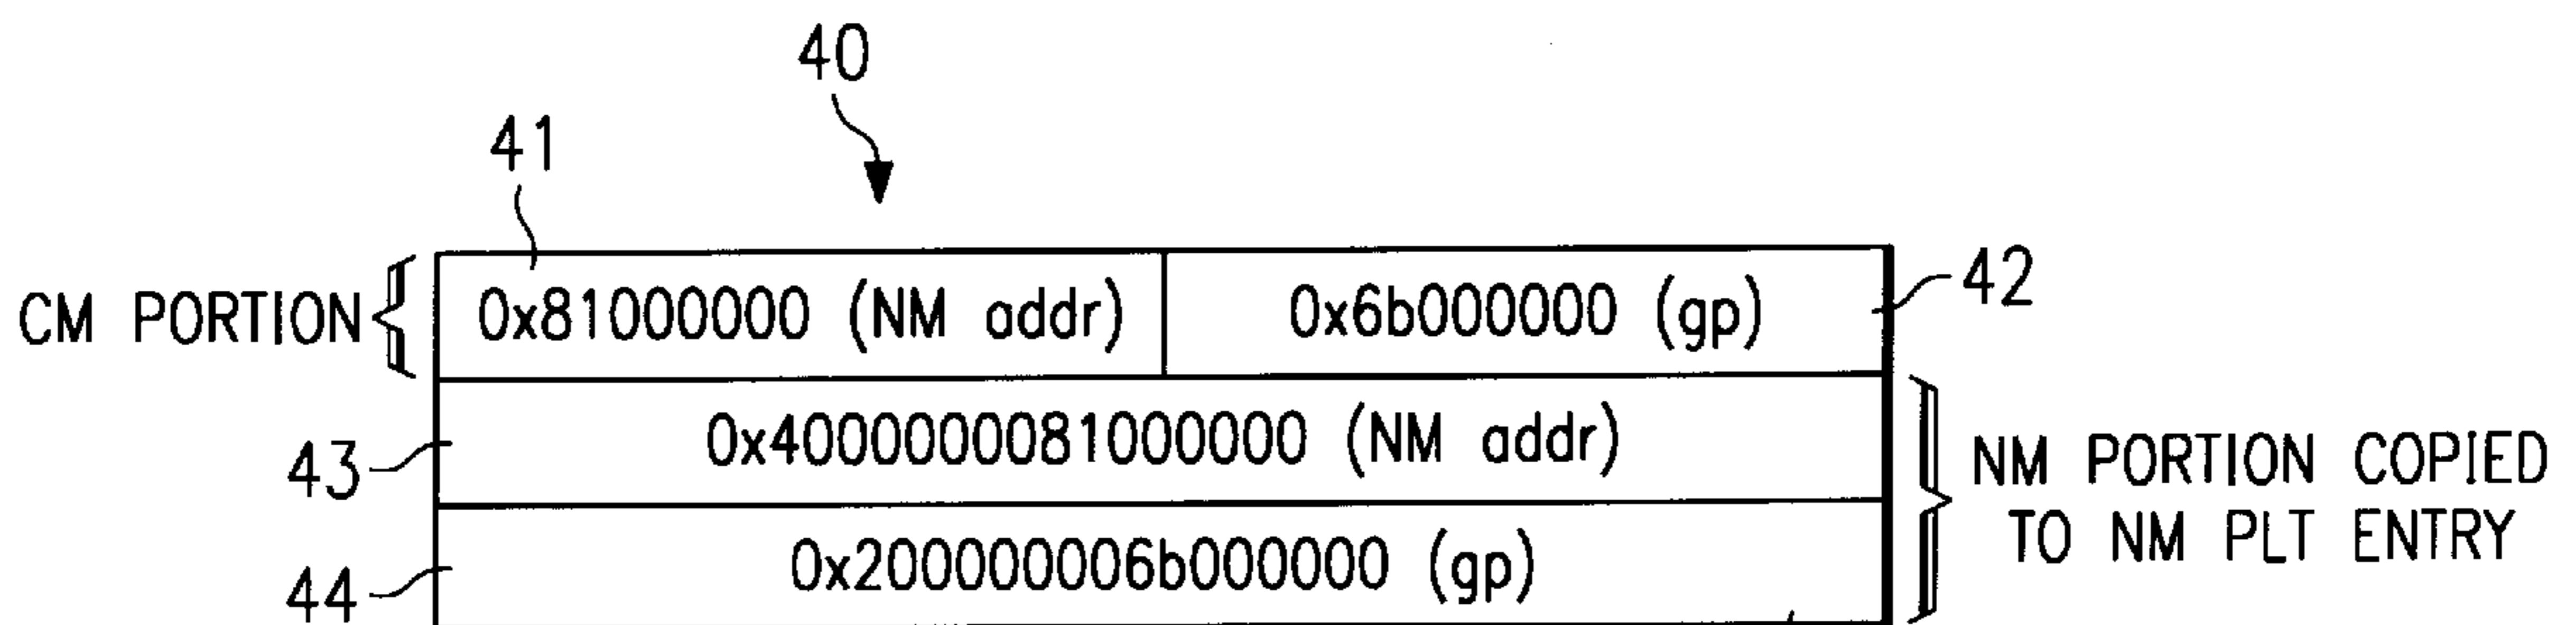 40
41
CM PORTION
0x81000000 (NM addr)
0x6b000000 (gp)
42
43
0x4000000081000000 (NM addr)
44
0x200000006b000000 (gp)
NM PORTION COPIED
TO NM PLT ENTRY